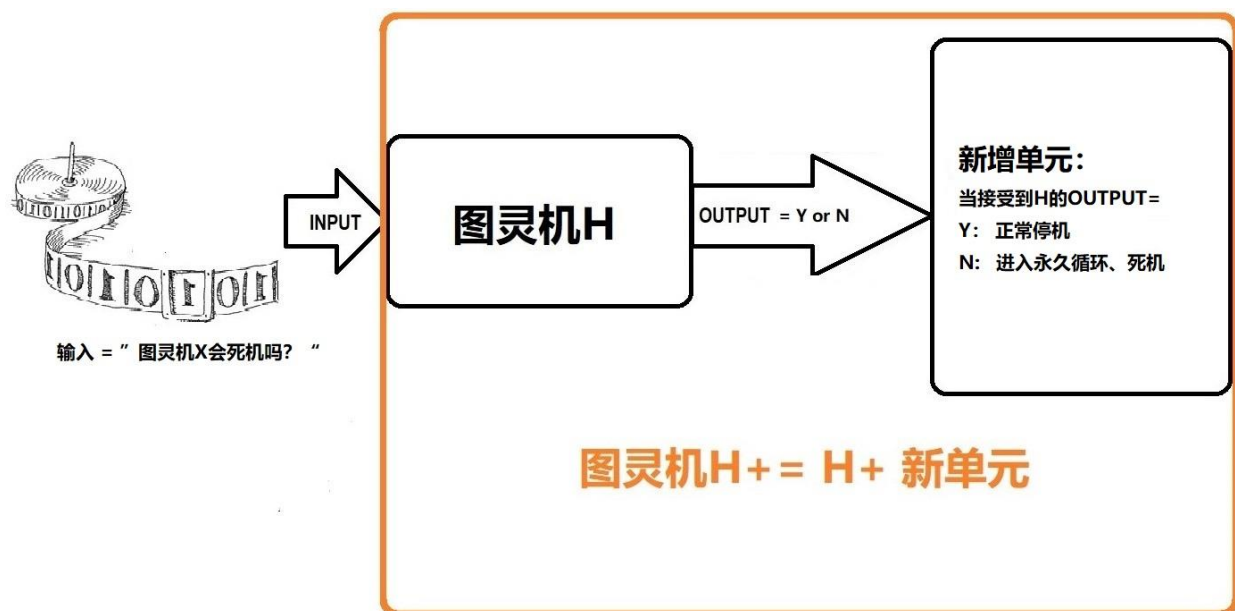 输入 = ” 图灵机X会死机吗？ “
INPUT
图灵机H
OUTPUT = Y or N
新增单元：
当接受到H的OUTPUT=
Y： 正常停机
N： 进入永久循环、死机
图灵机H+= H+ 新单元